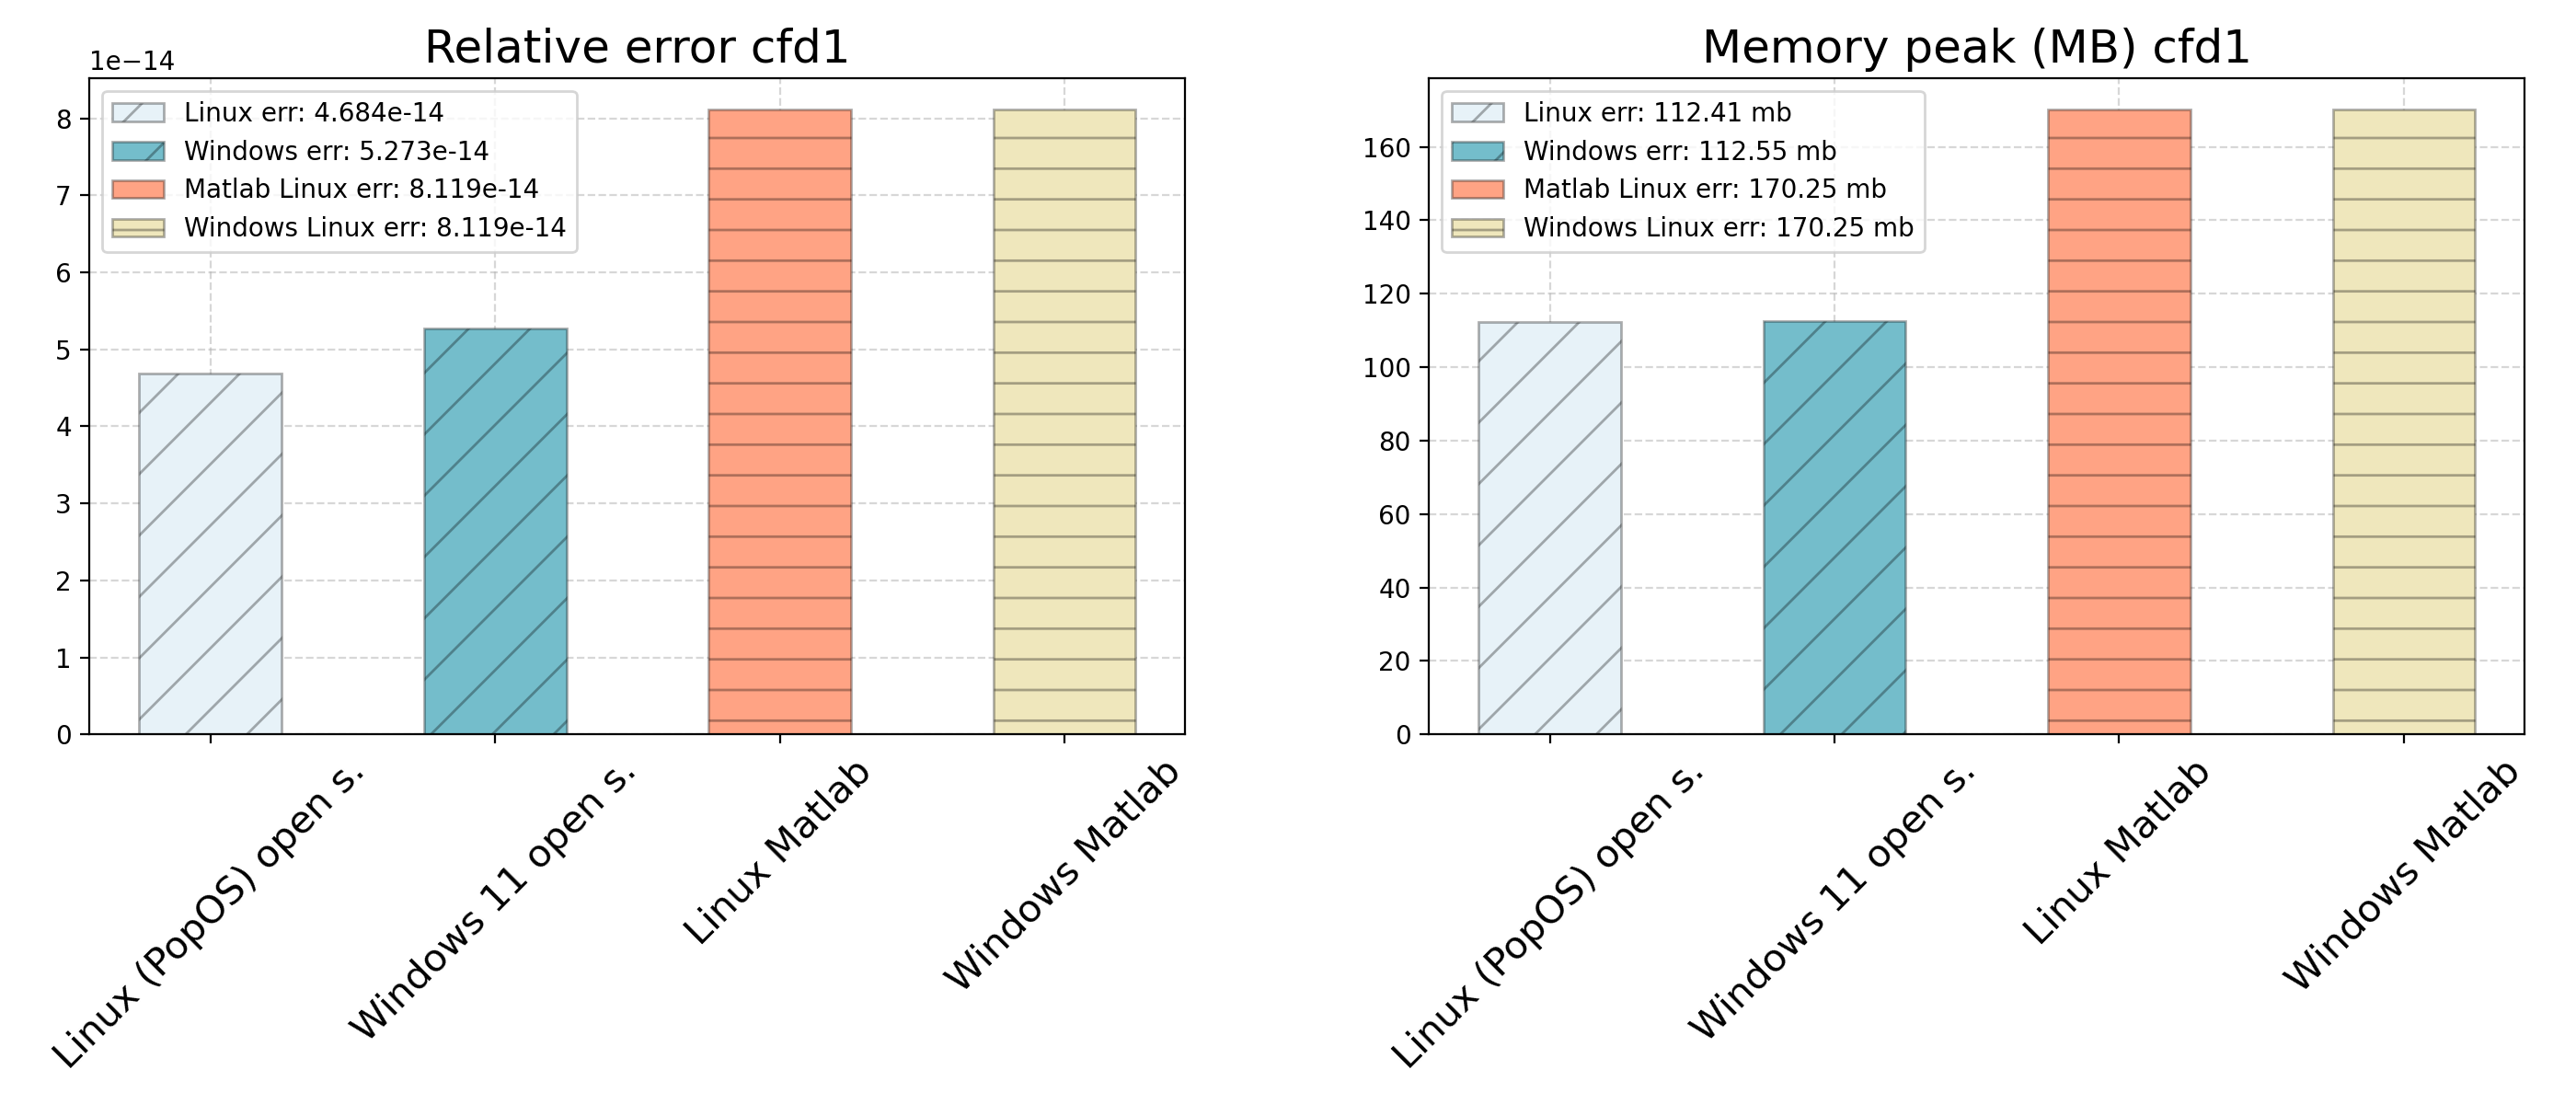 Relative error cfd1
1e−14
8
7
6
5
4
3
2
1
0
Linux err: 4.684e-14
Windows err: 5.273e-14
Matlab Linux err: 8.119e-14
Windows Linux err: 8.119e-14
Linux (PopOS) open s.
Windows 11 open s.
Linux Matlab
Windows Matlab
Memory peak (MB) cfd1
160
140
120
100
80
60
40
20
0
Linux err: 112.41 mb
Windows err: 112.55 mb
Matlab Linux err: 170.25 mb
Windows Linux err: 170.25 mb
Linux (PopOS) open s.
Windows 11 open s.
Linux Matlab
Windows Matlab